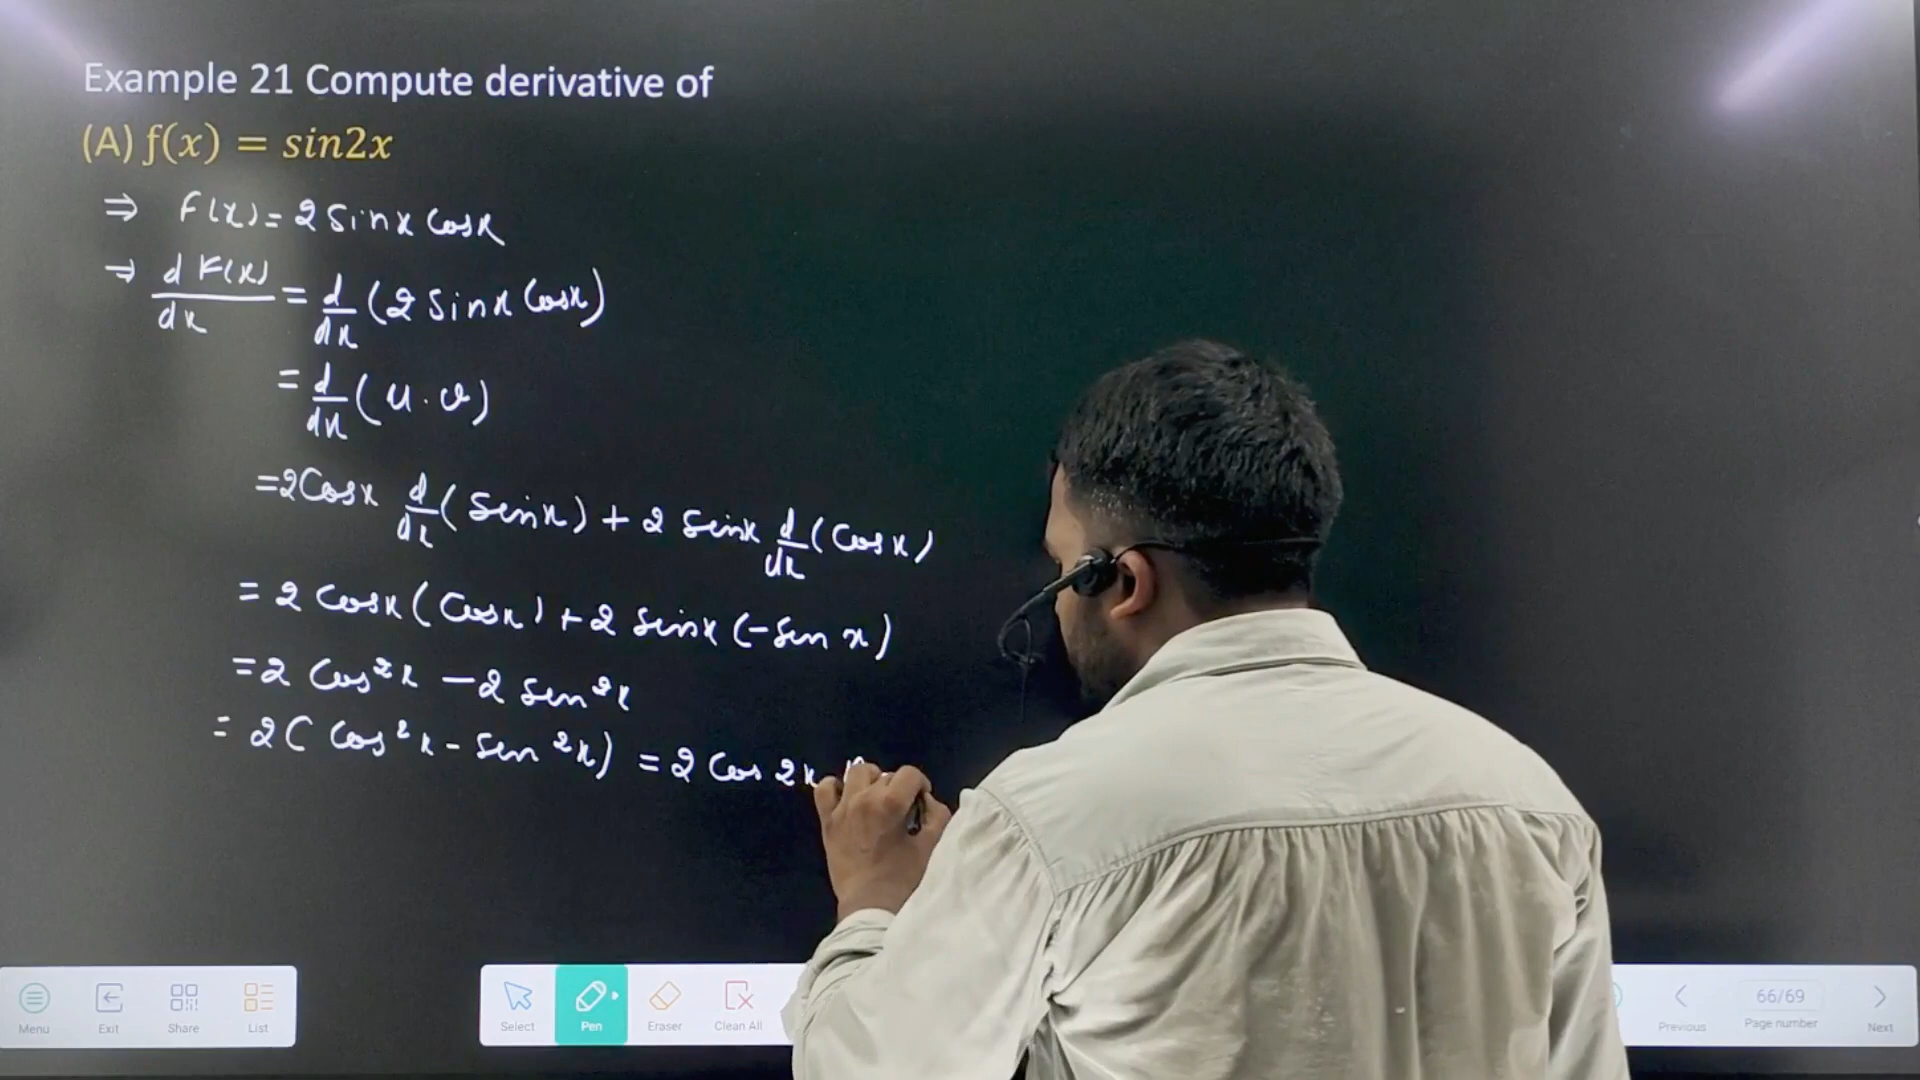 Example 21 Compute derivative of
(A) f(x) = sin2x
⇒ F(x) = 2 Sinx Cosx
⇒ dF(x)/dx = d/dx (2 Sinx Cosx)
= d/dx (u.v)
= 2Cosx d/dx (Sinx) + 2 Sinx d/dx (Cosx)
= 2 Cosx (Cosx) + 2 Sinx (-Sin x)
= 2 Cos²x - 2 Sin²x
= 2( Cos²x - Sin²x) = 2 Cos 2x
Menu Exit Share List Select Pen Eraser Clean All Previous 66/69 Page number Next